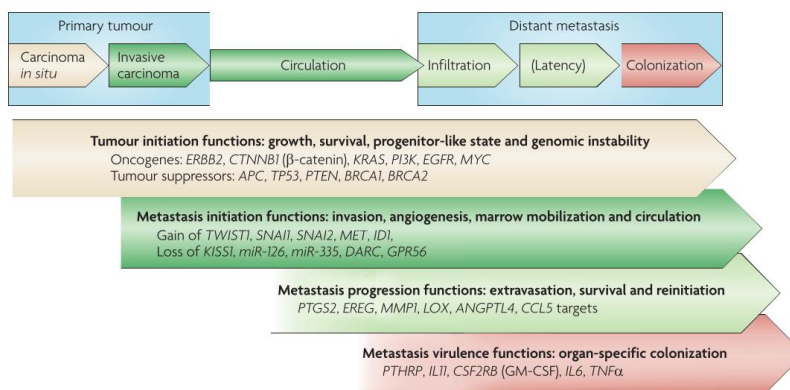 Primary tumour
Distant metastasis
Carcinoma
in situ
Invasive
carcinoma
Circulation
Infiltration
(Latency)
Colonization
Tumour initiation functions: growth, survival, progenitor-like state and genomic instability
Oncogenes: ERBB2, CTNNB1 (β-catenin), KRAS, PI3K, EGFR, MYC
Tumour suppressors: APC, TP53, PTEN, BRCA1, BRCA2
Metastasis initiation functions: invasion, angiogenesis, marrow mobilization and circulation
Gain of TWIST1, SNAI1, SNAI2, MET, ID1,
Loss of KISS1, miR-126, miR-335, DARC, GPR56
Metastasis progression functions: extravasation, survival and reinitiation
PTGS2, EREG, MMP1, LOX, ANGPTL4, CCL5 targets
Metastasis virulence functions: organ-specific colonization
PTHRP, IL11, CSF2RB (GM-CSF), IL6, TNFα